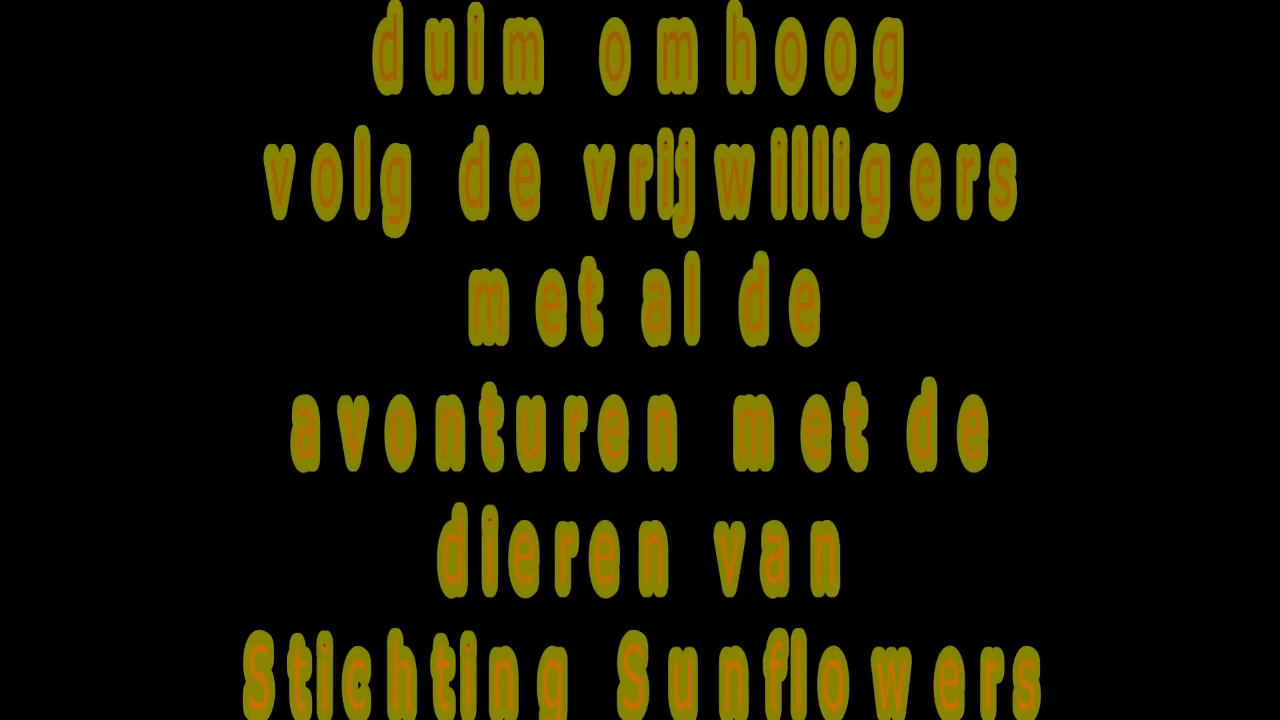 duim omhoog
volg de vrijwilligers
met al de
avonturen met de
dieren van
Stichting Sunflowers